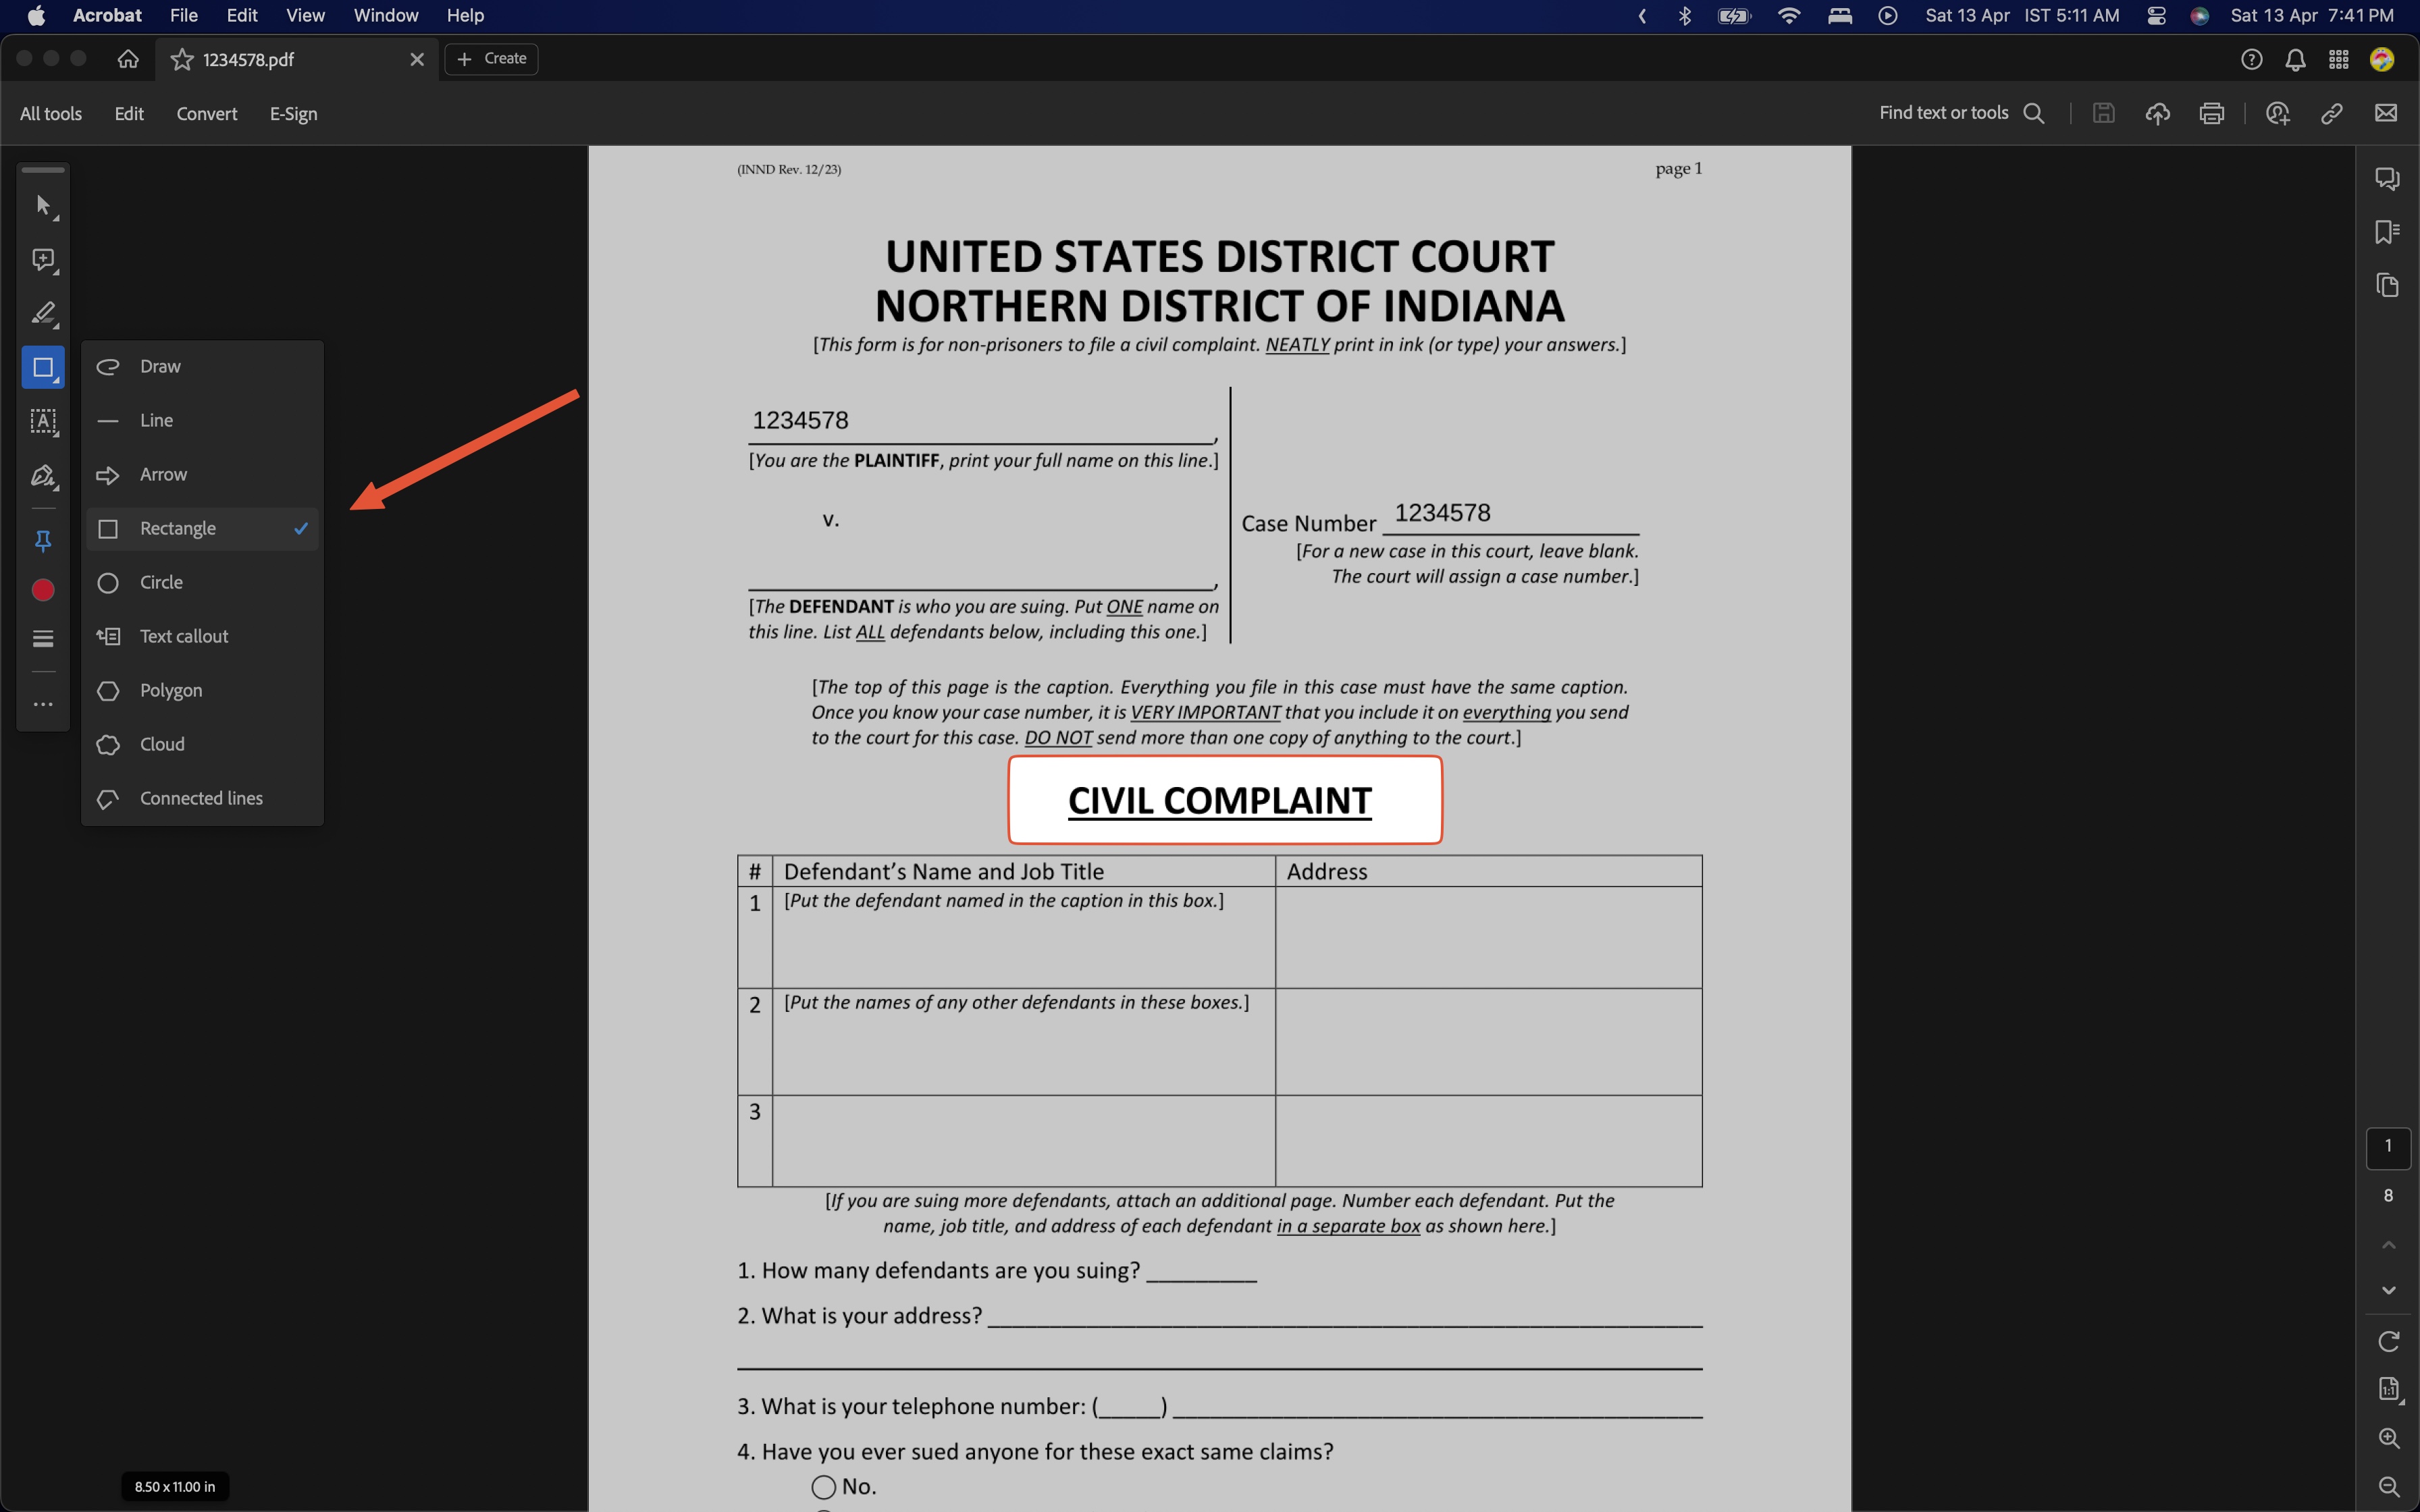 Acrobat File Edit View Window Help
Sat 13 Apr IST 5:11 AM Sat 13 Apr 7:41 PM
1234578.pdf Create
All tools Edit Convert E-Sign
Find text or tools
Draw
Line
Arrow
Rectangle
Circle
Text callout
Polygon
Cloud
Connected lines
(INND Rev. 12/23) page 1
UNITED STATES DISTRICT COURT
NORTHERN DISTRICT OF INDIANA
[This form is for non-prisoners to file a civil complaint. NEATLY print in ink (or type) your answers.]
1234578
_______________,
[You are the PLAINTIFF, print your full name on this line.]
v.
_______________,
[The DEFENDANT is who you are suing. Put ONE name on
this line. List ALL defendants below, including this one.]
Case Number 1234578
[For a new case in this court, leave blank.
The court will assign a case number.]
[The top of this page is the caption. Everything you file in this case must have the same caption.
Once you know your case number, it is VERY IMPORTANT that you include it on everything you send
to the court for this case. DO NOT send more than one copy of anything to the court.]
CIVIL COMPLAINT
# Defendant’s Name and Job Title Address
1 [Put the defendant named in the caption in this box.]
2 [Put the names of any other defendants in these boxes.]
3
[If you are suing more defendants, attach an additional page. Number each defendant. Put the
name, job title, and address of each defendant in a separate box as shown here.]
1. How many defendants are you suing? _________
2. What is your address? _______________
3. What is your telephone number: (_____) _______________
4. Have you ever sued anyone for these exact same claims?
No.
8.50 x 11.00 in
1
8
1:1